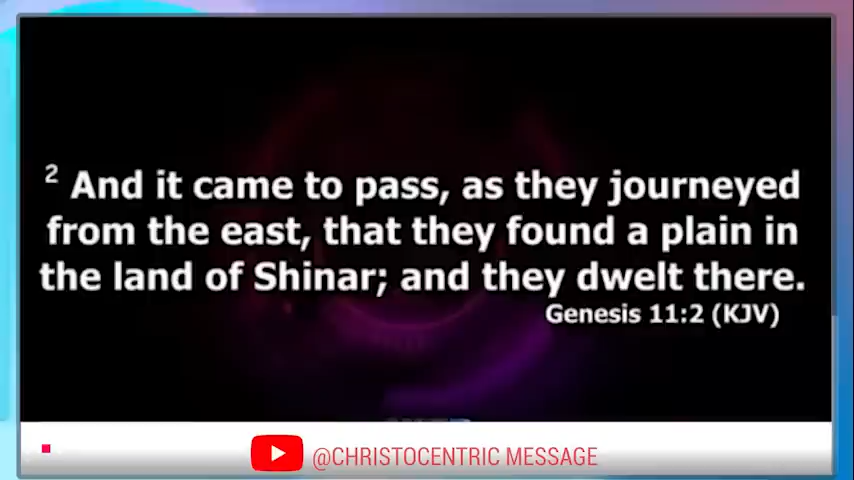 2 And it came to pass, as they journeyed
from the east, that they found a plain in
the land of Shinar; and they dwelt there.
Genesis 11:2 (KJV)
@CHRISTOCENTRIC MESSAGE